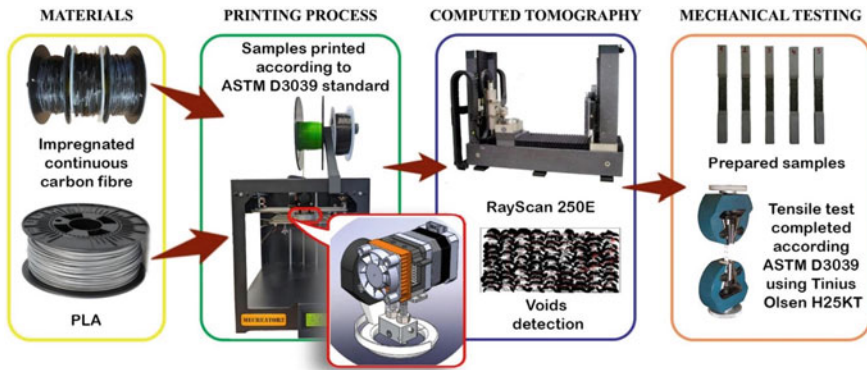 MATERIALS
PRINTING PROCESS
COMPUTED TOMOGRAPHY
MECHANICAL TESTING
Impregnated
continuous
carbon fibre
PLA
Samples printed
according to
ASTM D3039 standard
RayScan 250E
Voids
detection
Prepared samples
Tensile test
completed
according
ASTM D3039
using Tinius
Olsen H25KT